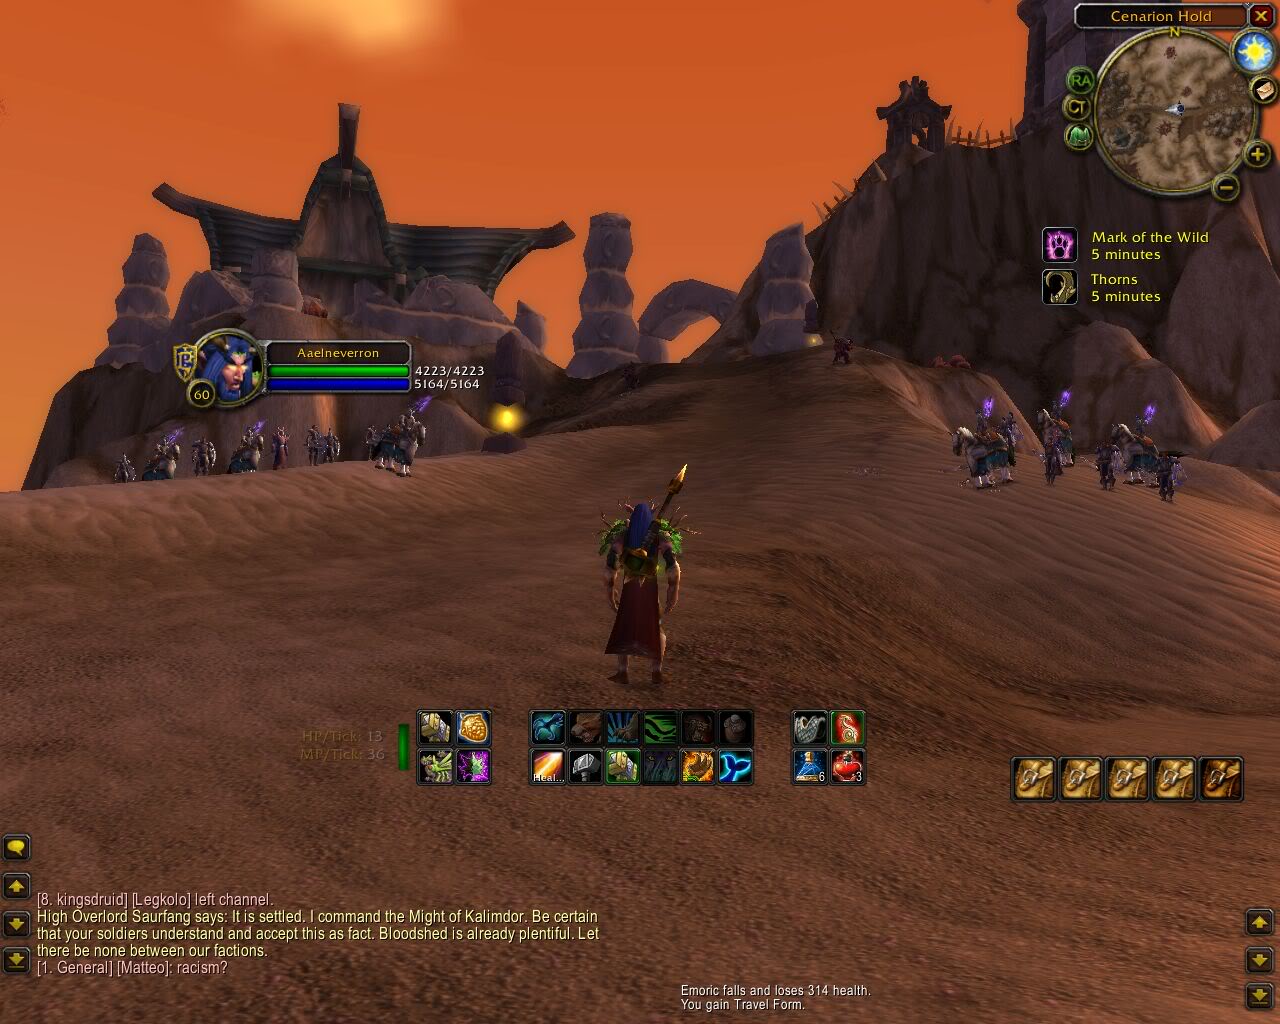 Cenarion Hold
N
RA
CT
Mark of the Wild
5 minutes
Thorns
5 minutes
Aaelneverron
4223/4223
5164/5164
60
HP/Tick: 13
MP/Tick: 36
Heal...
6
3
[8. kingsdruid] [Legkolo] left channel.
High Overlord Saurfang says: It is settled. I command the Might of Kalimdor. Be certain
that your soldiers understand and accept this as fact. Bloodshed is already plentiful. Let
there be none between our factions.
[1. General] [Matteo]: racism?
Emoric falls and loses 314 health.
You gain Travel Form.